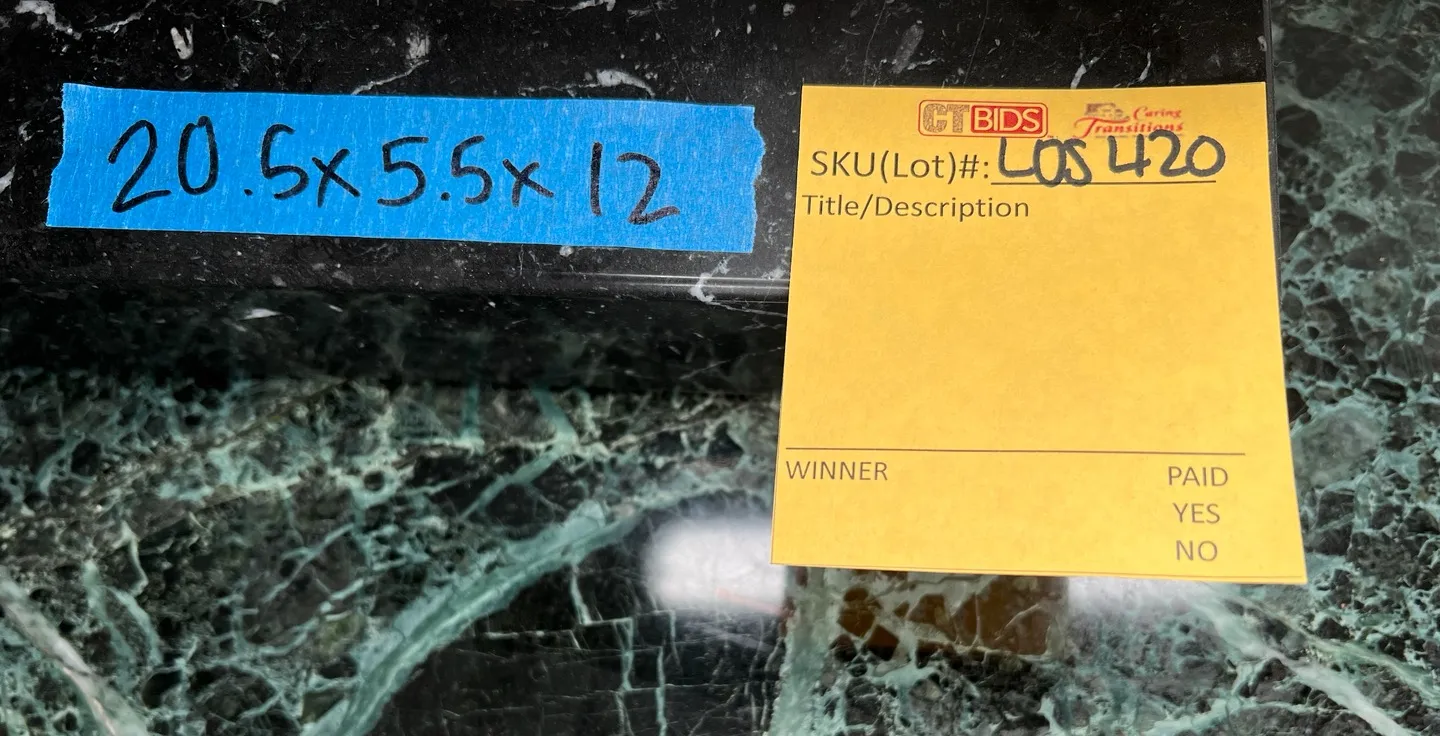 20.5x5.5x12
CTBIDS
Caring
Transitions
SKU(Lot)#: LOS420
Title/Description
WINNER
PAID
YES
NO